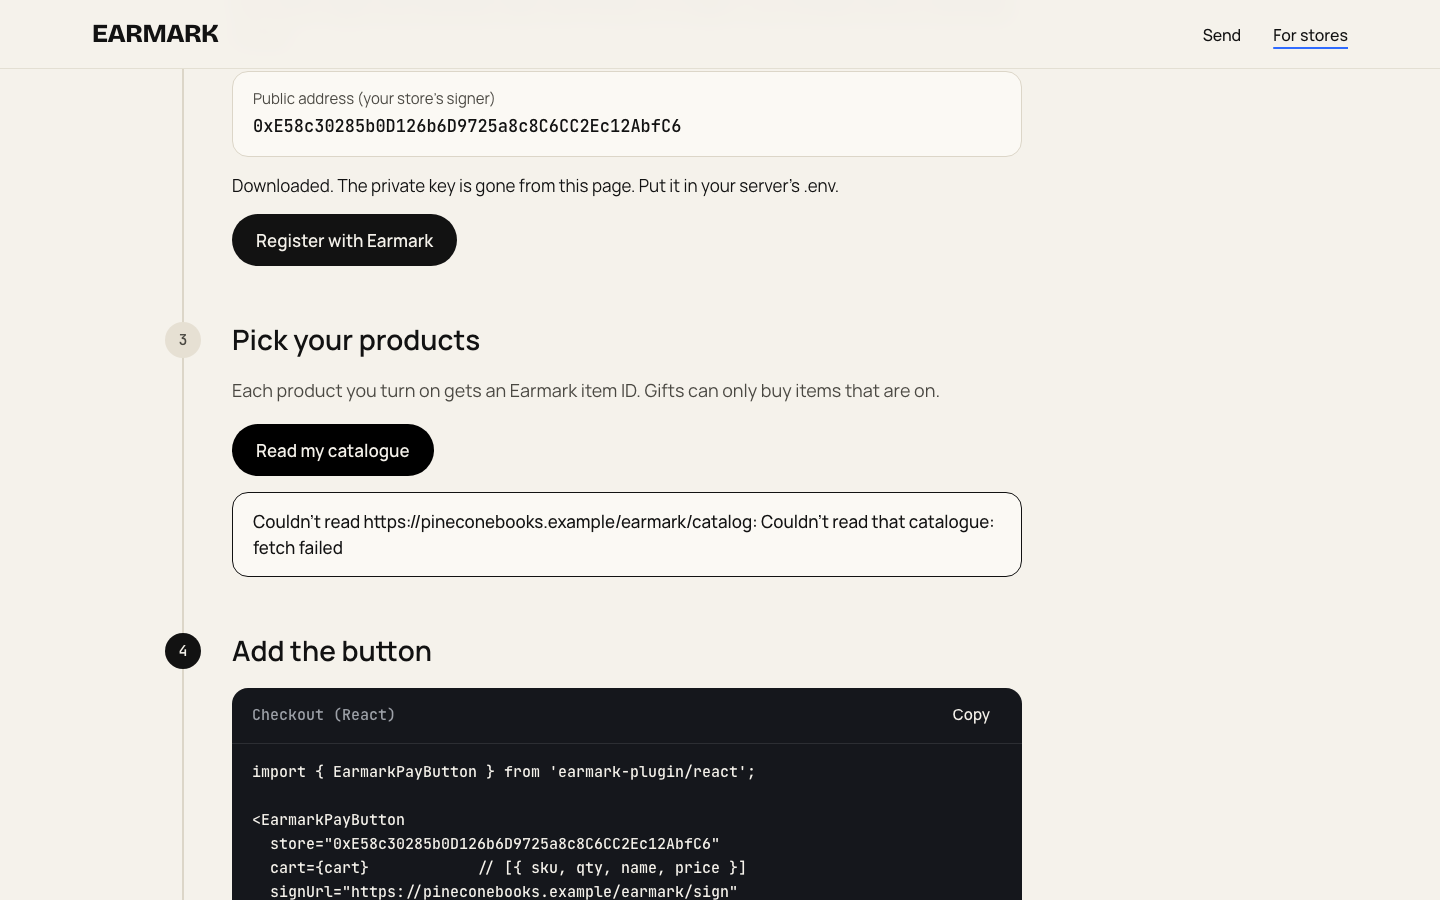 EARMARK
Send
For stores
Public address (your store's signer)
0xE58c30285b0D126b6D9725a8c8C6CC2Ec12AbfC6
Downloaded. The private key is gone from this page. Put it in your server's .env.
Register with Earmark
3
Pick your products
Each product you turn on gets an Earmark item ID. Gifts can only buy items that are on.
Read my catalogue
Couldn't read https://pineconebooks.example/earmark/catalog: Couldn't read that catalogue:
fetch failed
4
Add the button
Checkout (React)
Copy
import { EarmarkPayButton } from 'earmark-plugin/react';
<EarmarkPayButton
store="0xE58c30285b0D126b6D9725a8c8C6CC2Ec12AbfC6"
cart={cart} // [{ sku, qty, name, price }]
signUrl="https://pineconebooks.example/earmark/sign"